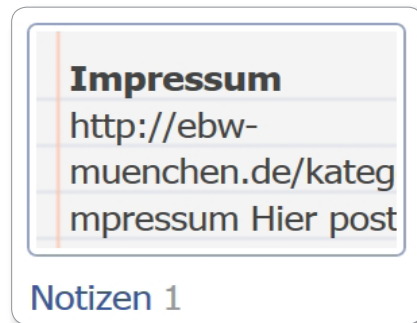 Impressum
http://ebw-
muenchen.de/kateg
mpressum Hier post
Notizen 1